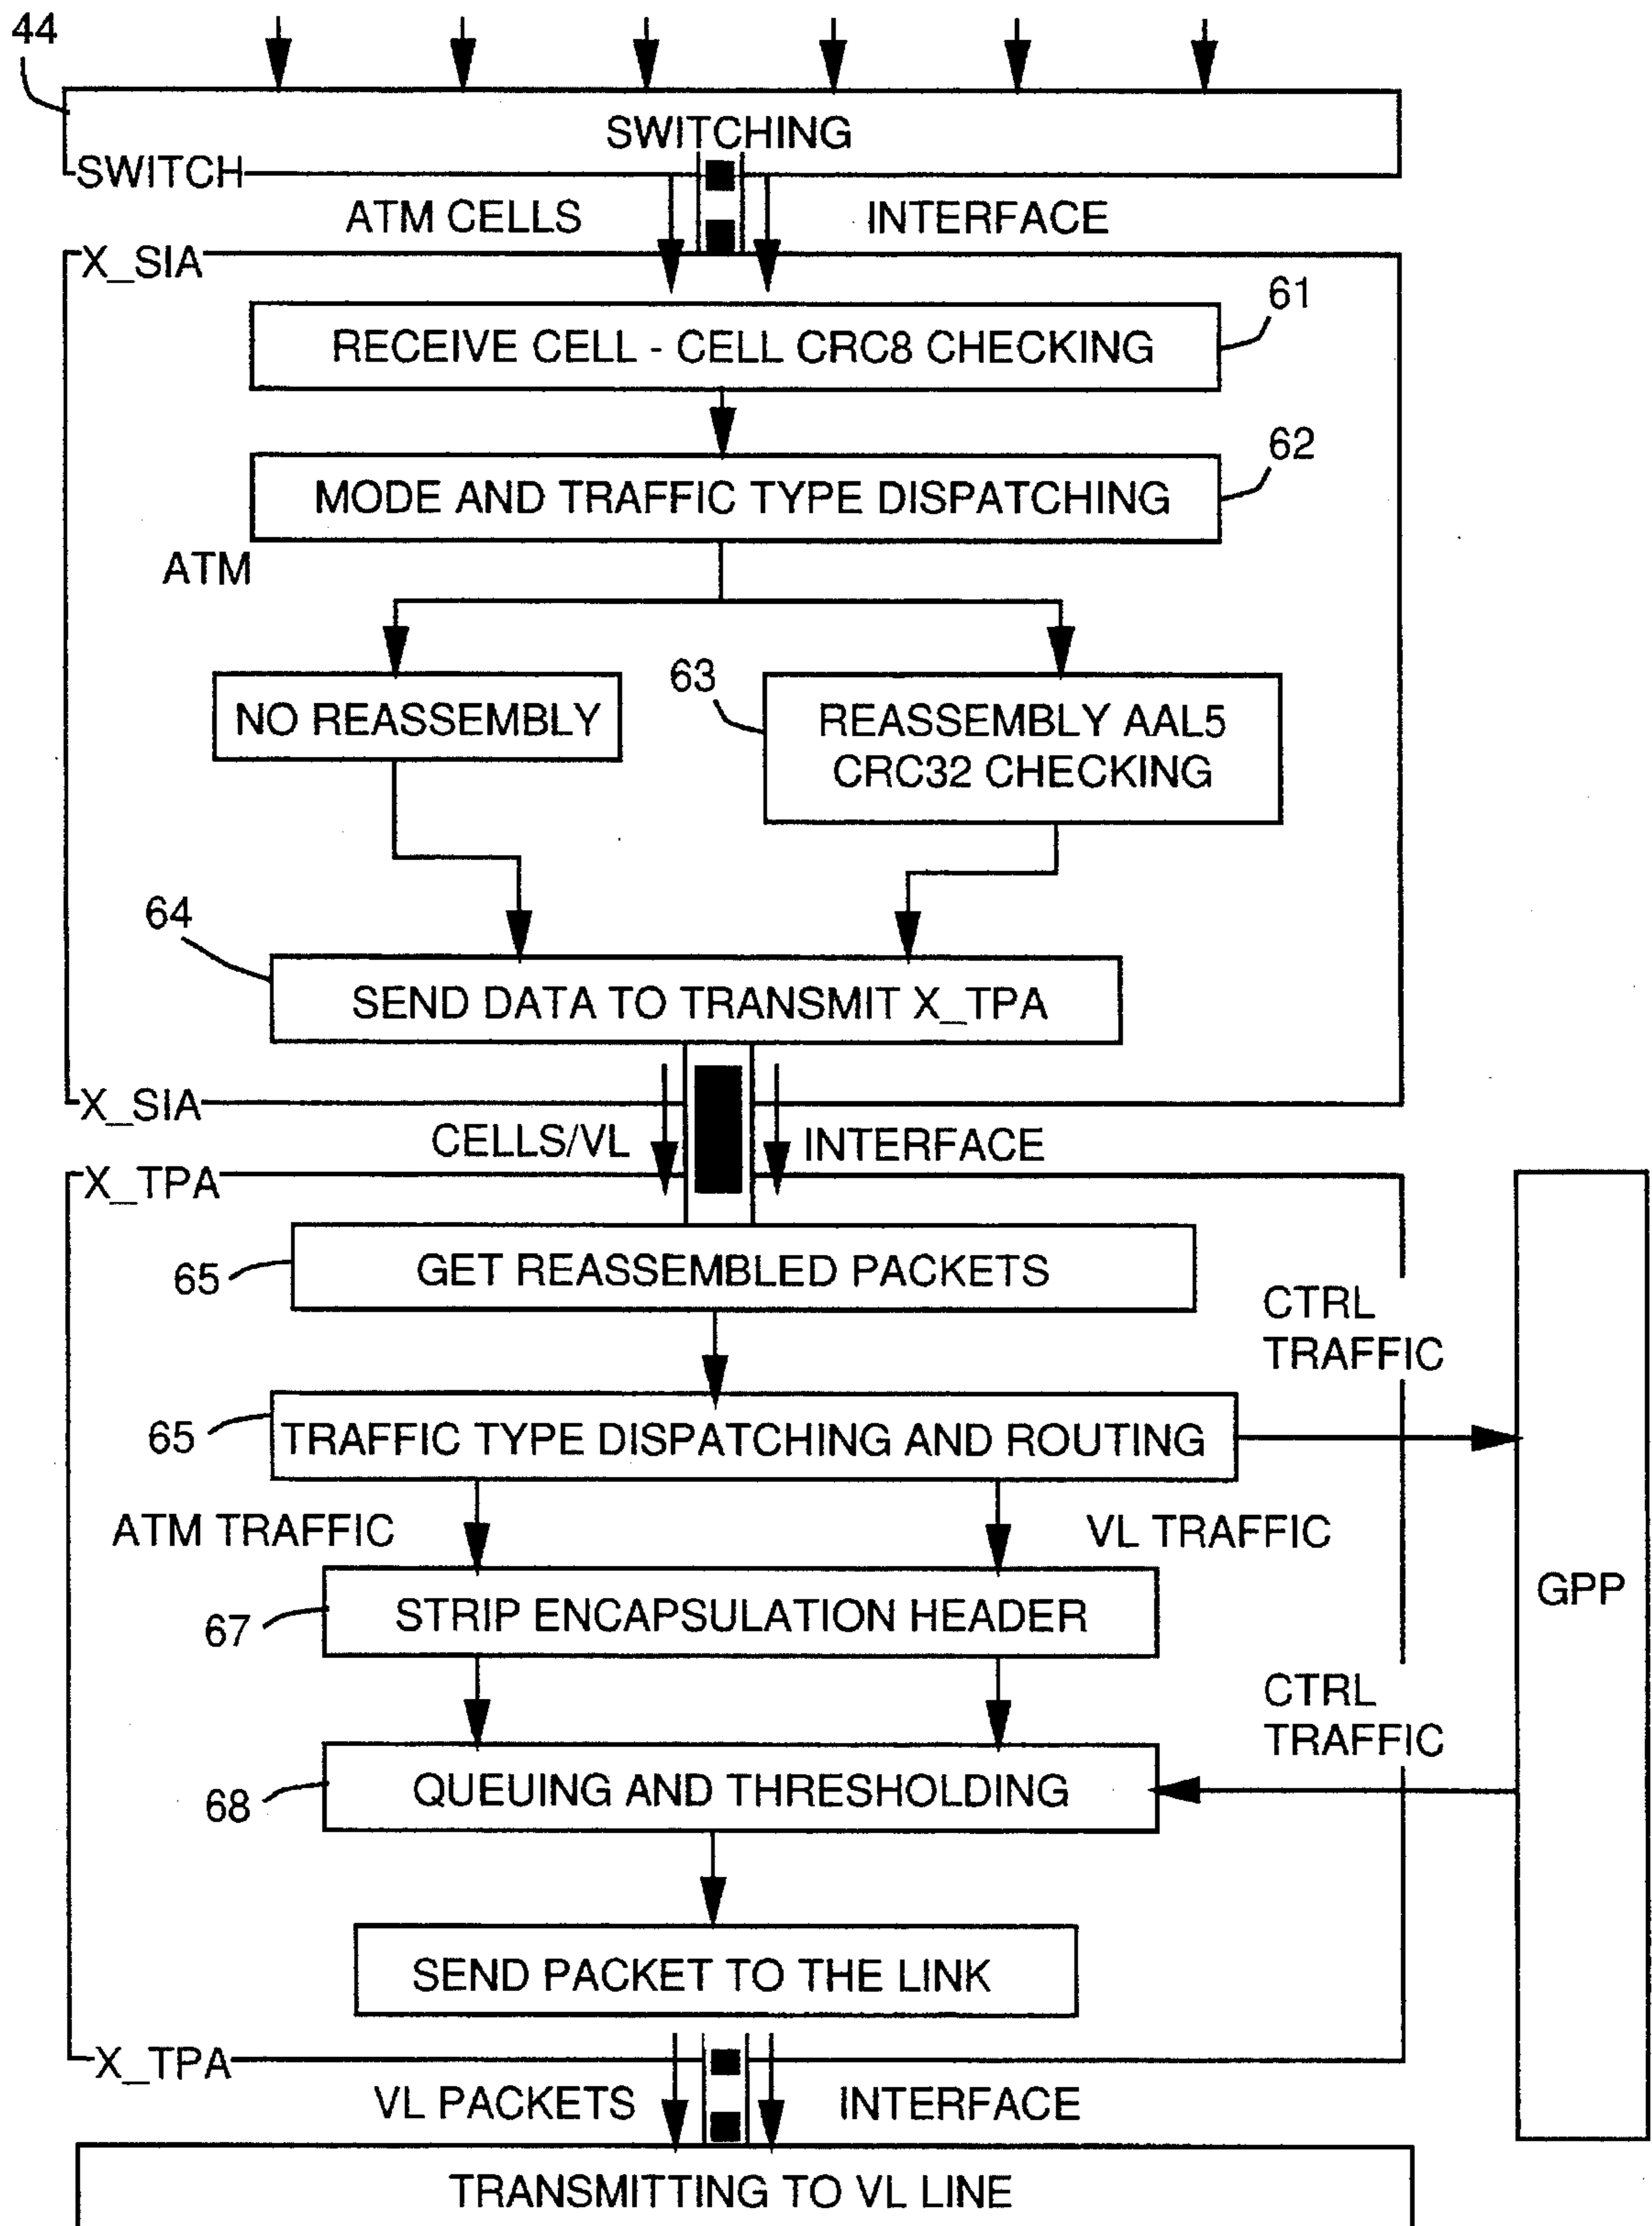 44
SWITCHING
SWITCH
ATM CELLS
INTERFACE
X_SIA
61
RECEIVE CELL - CELL CRC8 CHECKING
62
MODE AND TRAFFIC TYPE DISPATCHING
ATM
NO REASSEMBLY
63
REASSEMBLY AAL5
CRC32 CHECKING
64
SEND DATA TO TRANSMIT X_TPA
X_SIA
CELLS/VL
INTERFACE
X_TPA
65
GET REASSEMBLED PACKETS
CTRL
TRAFFIC
65
TRAFFIC TYPE DISPATCHING AND ROUTING
ATM TRAFFIC
VL TRAFFIC
GPP
67
STRIP ENCAPSULATION HEADER
CTRL
TRAFFIC
68
QUEUING AND THRESHOLDING
SEND PACKET TO THE LINK
X_TPA
VL PACKETS
INTERFACE
TRANSMITTING TO VL LINE